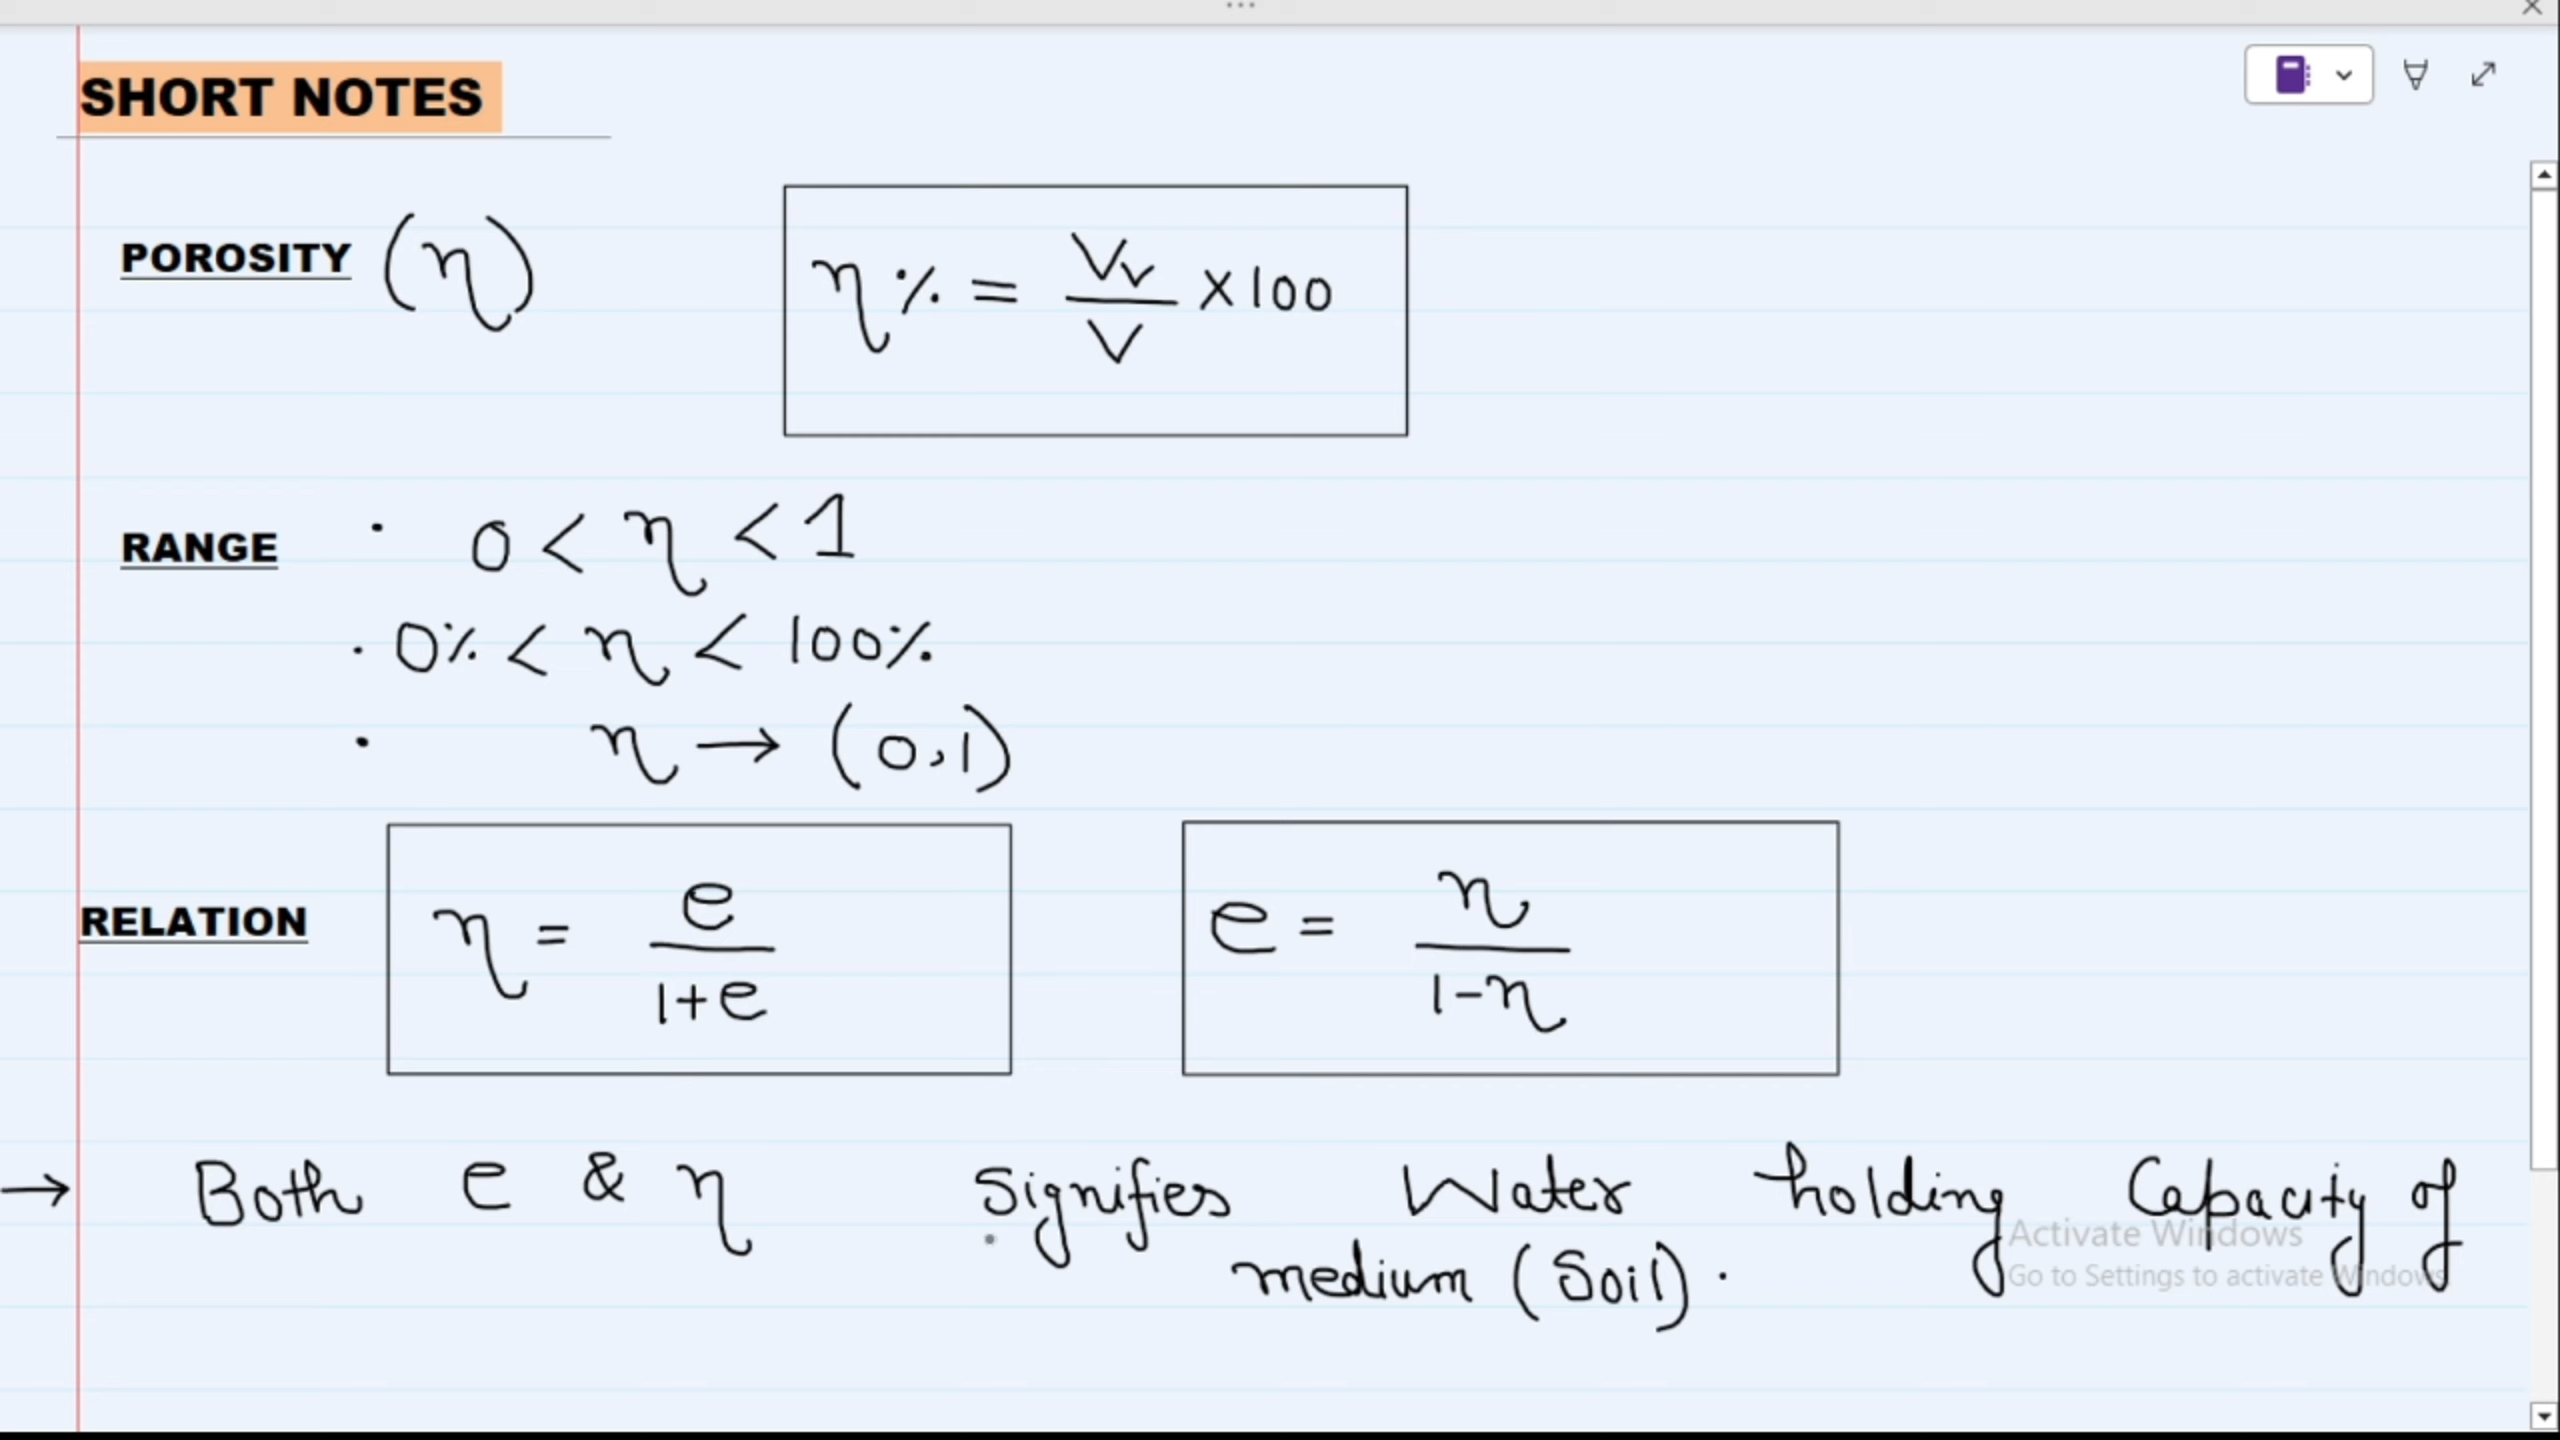 SHORT NOTES
POROSITY (η)
η% = Vv/V ×100
RANGE • 0 < η < 1
• 0% < η < 100%
• η → (0,1)
RELATION η = e/1+e e = η/1-η
→ Both e & η Signifies Water holding Capacity of
medium (Soil).
Activate Windows
Go to Settings to activate Windows.